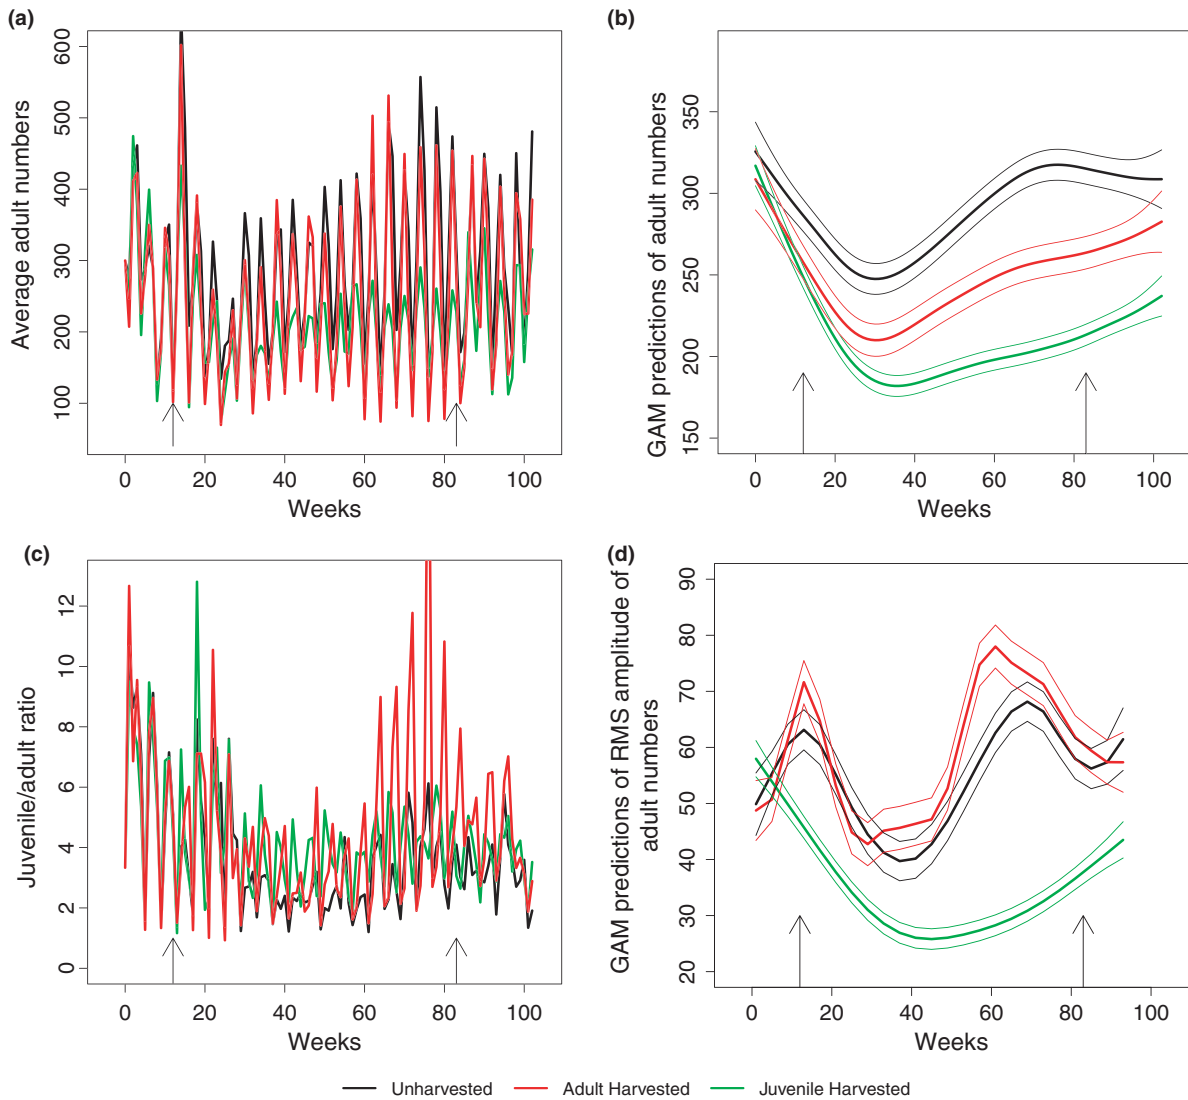 (a)
Average adult numbers
600
500
400
300
200
100
0 20 40 60 80 100
Weeks
(b)
GAM predictions of adult numbers
350
300
250
200
150
0 20 40 60 80 100
Weeks
(c)
Juvenile/adult ratio
12
10
8
6
4
2
0
0 20 40 60 80 100
Weeks
(d)
GAM predictions of RMS amplitude of
adult numbers
90
80
70
60
50
40
30
20
0 20 40 60 80 100
Weeks
Unharvested Adult Harvested Juvenile Harvested